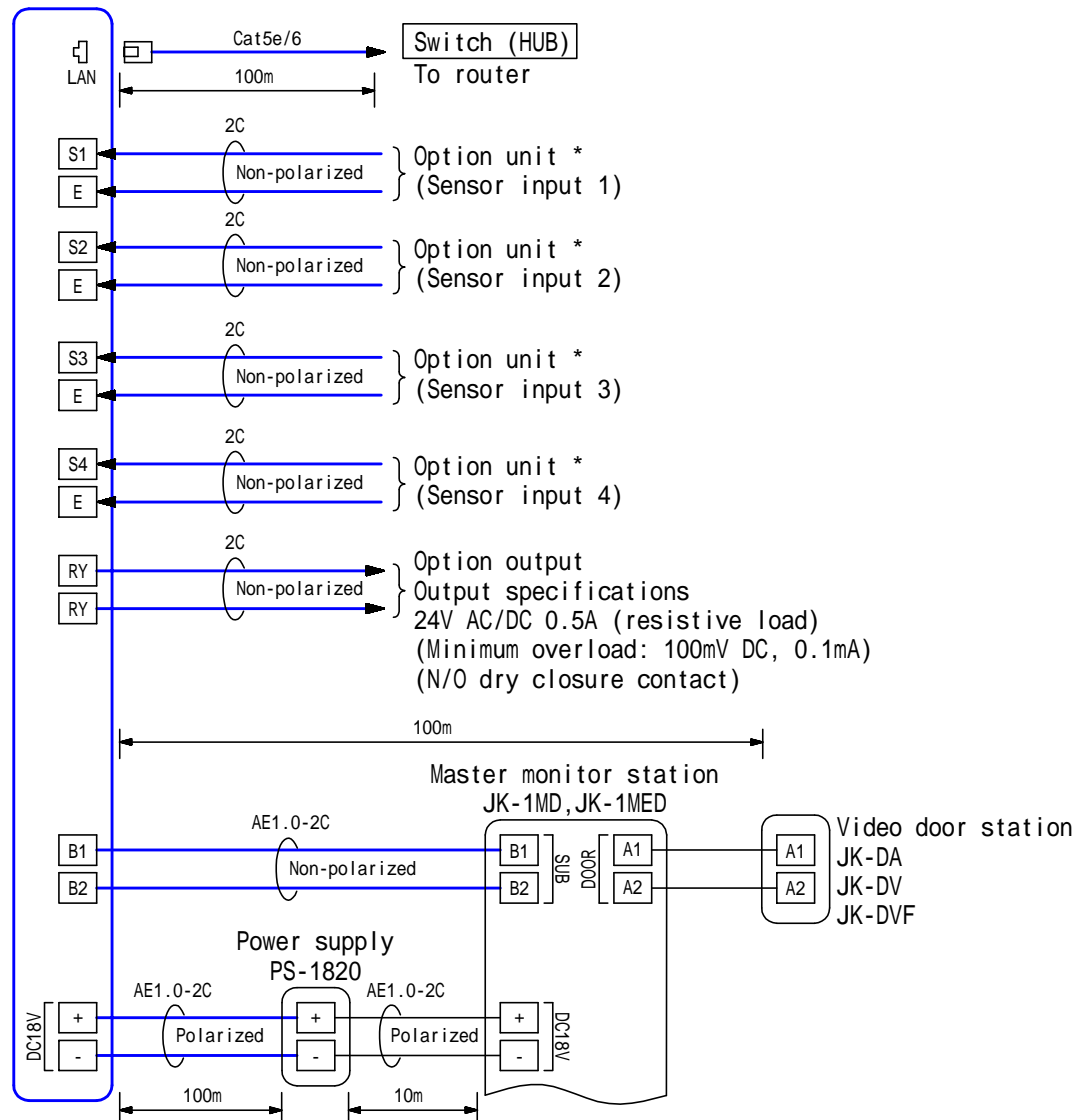 LAN
Cat5e/6
100m
Switch (HUB)
To router
2C
S1
E
Non-polarized
Option unit *
(Sensor input 1)
2C
S2
E
Non-polarized
Option unit *
(Sensor input 2)
2C
S3
E
Non-polarized
Option unit *
(Sensor input 3)
2C
S4
E
Non-polarized
Option unit *
(Sensor input 4)
2C
RY
RY
Non-polarized
Option output
Output specifications
24V AC/DC 0.5A (resistive load)
(Minimum overload: 100mV DC, 0.1mA)
(N/O dry closure contact)
100m
Master monitor station
JK-1MD,JK-1MED
AE1.0-2C
B1
B2
Non-polarized
B1
B2
SUB
DOOR
A1
A2
A1
A2
Video door station
JK-DA
JK-DV
JK-DVF
Power supply
PS-1820
AE1.0-2C
AE1.0-2C
DC18V
+
-
Polarized
+
-
Polarized
+
-
DC18V
100m
10m